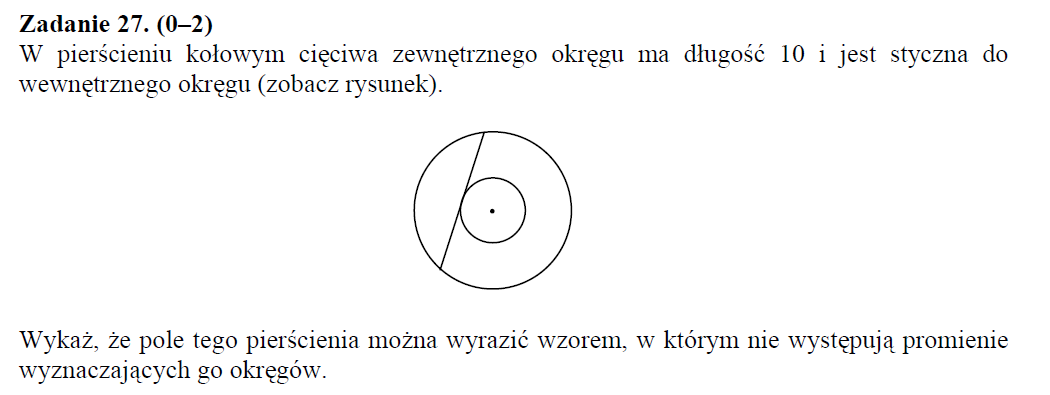 Zadanie 27. (0–2)
W pierścieniu kołowym cięciwa zewnętrznego okręgu ma długość 10 i jest styczna do
wewnętrznego okręgu (zobacz rysunek).
Wykaż, że pole tego pierścienia można wyrazić wzorem, w którym nie występują promienie
wyznaczających go okręgów.